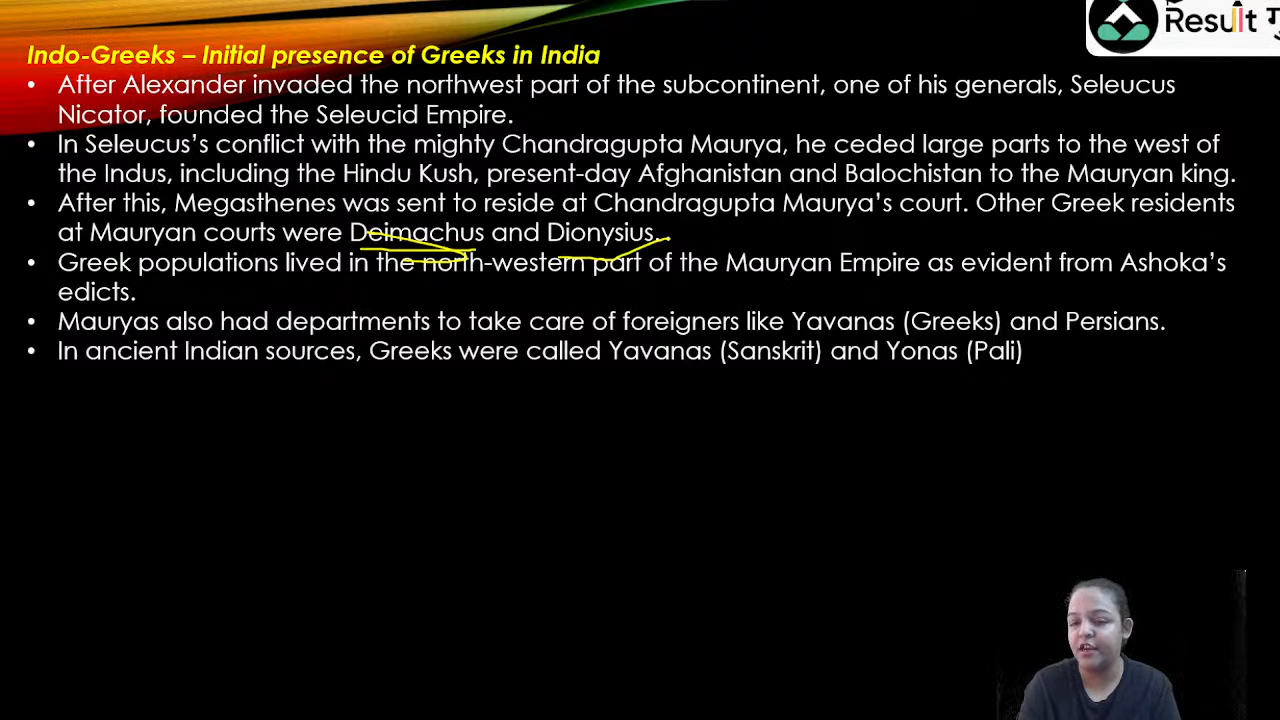 Result
Indo-Greeks – Initial presence of Greeks in India
• After Alexander invaded the northwest part of the subcontinent, one of his generals, Seleucus
Nicator, founded the Seleucid Empire.
• In Seleucus’s conflict with the mighty Chandragupta Maurya, he ceded large parts to the west of
the Indus, including the Hindu Kush, present-day Afghanistan and Balochistan to the Mauryan king.
• After this, Megasthenes was sent to reside at Chandragupta Maurya’s court. Other Greek residents
at Mauryan courts were Deimachus and Dionysius.
• Greek populations lived in the north-western part of the Mauryan Empire as evident from Ashoka’s
edicts.
• Mauryas also had departments to take care of foreigners like Yavanas (Greeks) and Persians.
• In ancient Indian sources, Greeks were called Yavanas (Sanskrit) and Yonas (Pali)